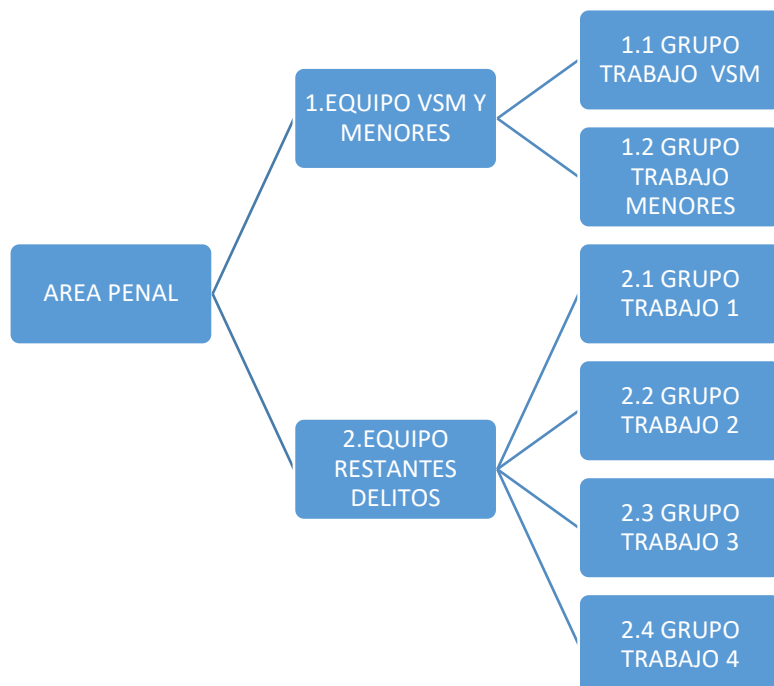 AREA PENAL
1.EQUIPO VSM Y
MENORES
1.1 GRUPO
TRABAJO VSM
1.2 GRUPO
TRABAJO
MENORES
2.EQUIPO
RESTANTES
DELITOS
2.1 GRUPO
TRABAJO 1
2.2 GRUPO
TRABAJO 2
2.3 GRUPO
TRABAJO 3
2.4 GRUPO
TRABAJO 4